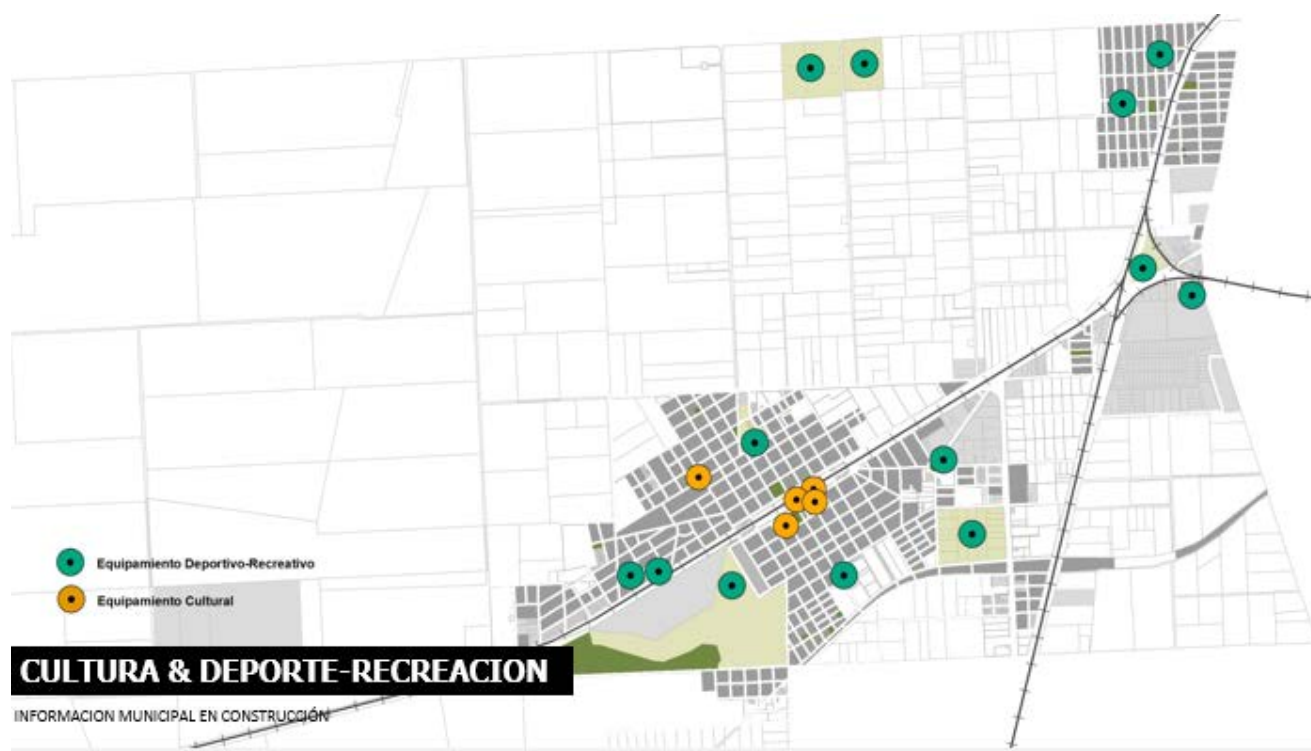 Equipamiento Deportivo-Recreativo
Equipamiento Cultural
CULTURA & DEPORTE-RECREACION
INFORMACION MUNICIPAL EN CONSTRUCCIÓN